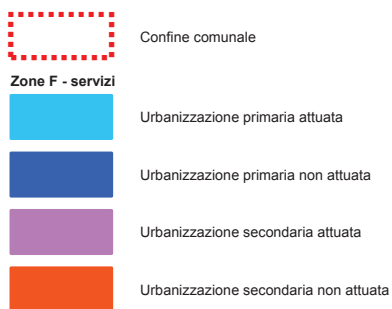 Confine comunale
Zone F - servizi
Urbanizzazione primaria attuata
Urbanizzazione primaria non attuata
Urbanizzazione secondaria attuata
Urbanizzazione secondaria non attuata